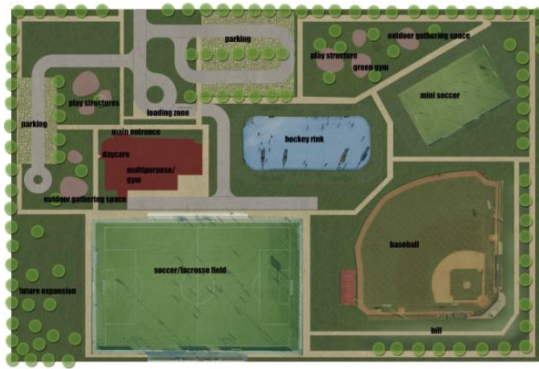 outdoor gathering space
parking
play structure
green gym
mini soccer
play structures
loading zone
parking
main entrance
hockey rink
daycare
multipurpose/
gym
outdoor gathering space
baseball
soccer/lacrosse field
future expansion
hill